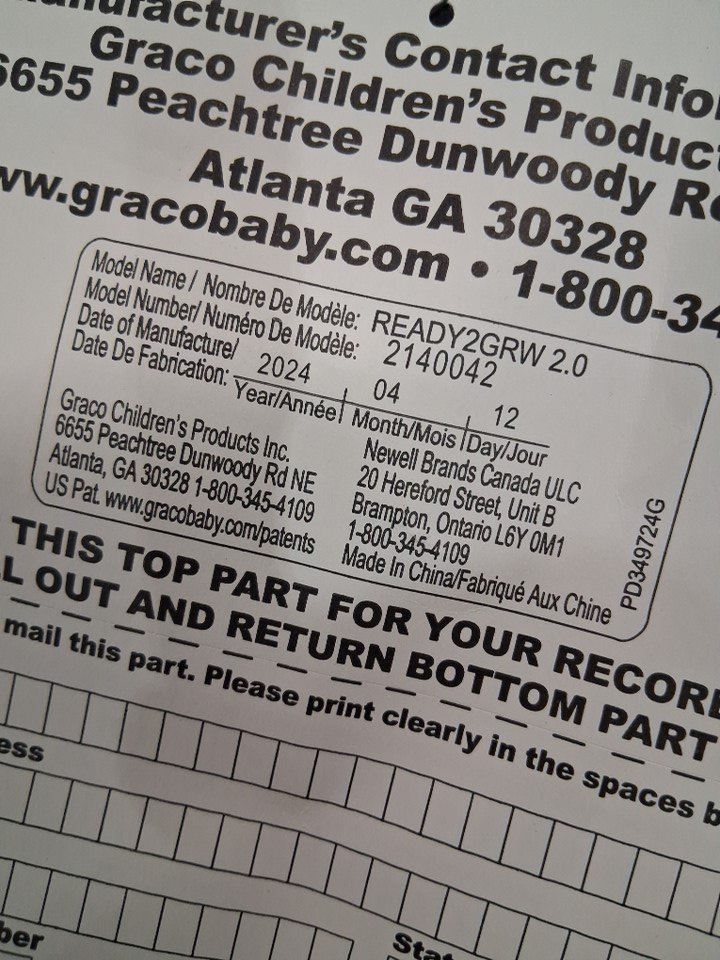 Contact Info
Graco Children's
6655 Peachtree Dunwoody
Atlanta GA 30328
gracobaby.com • 1-800-34
Model Name / Nombre De Modèle: READY2GRW 2.0
Model Number/ Numéro De Modèle: 2140042
Date of Manufacture/
Date De Fabrication: 2024 04 12
Year/Année Month/Mois Day/Jour
Graco Children's Products Inc.
6655 Peachtree Dunwoody Rd NE
Atlanta, GA 30328 1-800-345-4109
US Pat. www.gracobaby.com/patents
Newell Brands Canada ULC
20 Hereford Street, Unit B
Brampton, Ontario L6Y 0M1
1-800-345-4109
Made In China/Fabriqué Aux Chine
PD349724G
THIS TOP PART FOR YOUR
OUT AND RETURN BOTTOM PART
mail this part. Please print clearly in the spaces